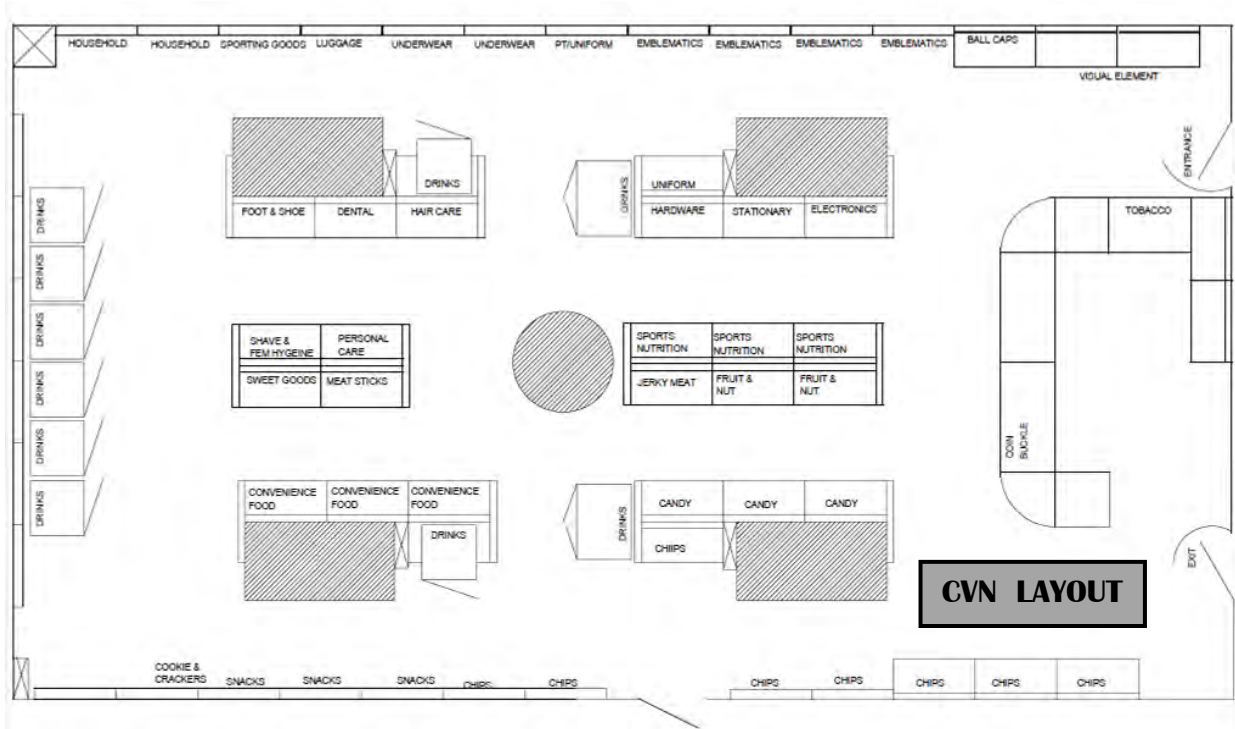 HOUSEHOLD
HOUSEHOLD
SPORTING GOODS
LUGGAGE
UNDERWEAR
UNDERWEAR
PT/UNIFORM
EMBLEMATICS
EMBLEMATICS
EMBLEMATICS
EMBLEMATICS
BALL CAPS
VISUAL ELEMENT
ENTRANCE
DRINKS
DRINKS
UNIFORM
FOOT & SHOE
DENTAL
HAIR CARE
HARDWARE
STATIONARY
ELECTRONICS
TOBACCO
DRINKS
DRINKS
DRINKS
DRINKS
DRINKS
DRINKS
SHAVE &
FEM HYGEINE
PERSONAL
CARE
SWEET GOODS
MEAT STICKS
SPORTS
NUTRITION
SPORTS
NUTRITION
SPORTS
NUTRITION
JERKY MEAT
FRUIT &
NUT
FRUIT &
NUT
COIN
BUCKLE
CONVENIENCE
FOOD
CONVENIENCE
FOOD
CONVENIENCE
FOOD
DRINKS
DRINKS
CANDY
CANDY
CANDY
CHIIPS
EXIT
CVN LAYOUT
COOKIE &
CRACKERS
SNACKS
SNACKS
SNACKS
CHIPS
CHIPS
CHIPS
CHIPS
CHIPS
CHIPS
CHIPS